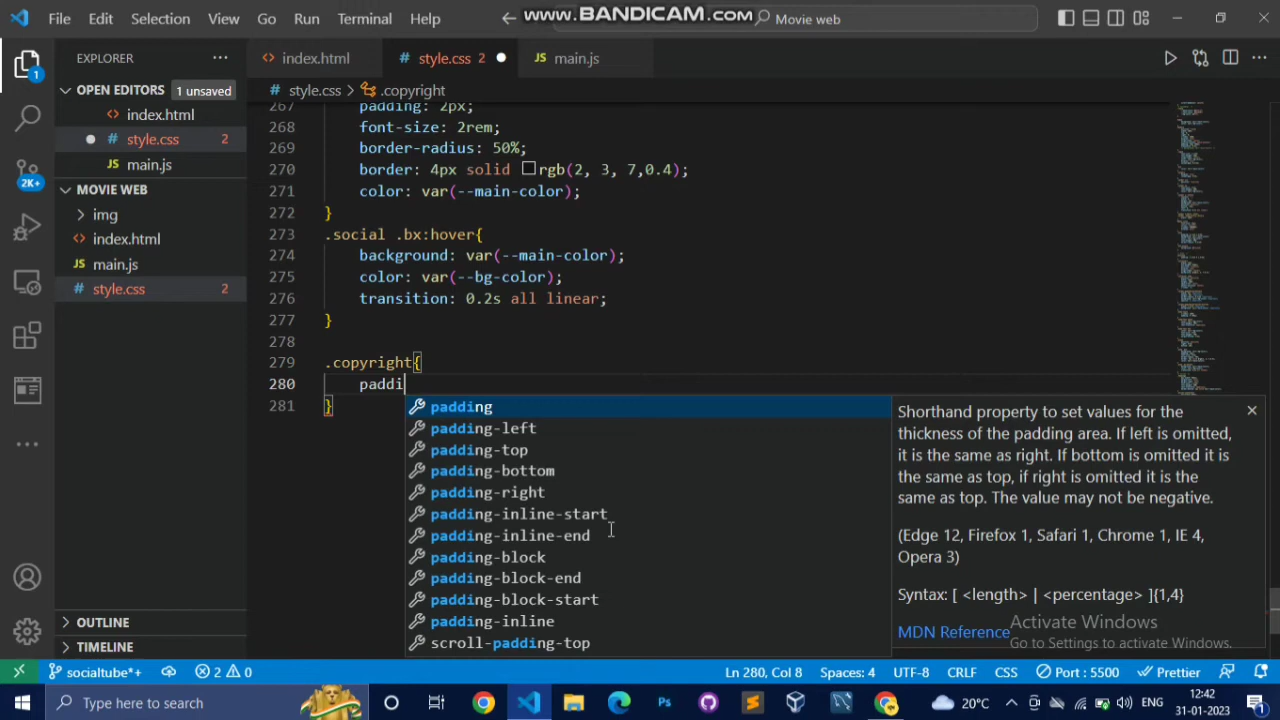 File Edit Selection View Go Run Terminal Help
www.BANDICAM.com
Movie web
EXPLORER
index.html
style.css 2
main.js
OPEN EDITORS 1 unsaved
index.html
style.css 2
main.js
MOVIE WEB
img
index.html
main.js
style.css 2
OUTLINE
TIMELINE
1
2K+
style.css > .copyright
267 padding: 2px;
268 font-size: 2rem;
269 border-radius: 50%;
270 border: 4px solid rgb(2, 3, 7,0.4);
271 color: var(--main-color);
272 }
273 .social .bx:hover{
274 background: var(--main-color);
275 color: var(--bg-color);
276 transition: 0.2s all linear;
277 }
278
279 .copyright{
280 paddi
281 }
padding
padding-left
padding-top
padding-bottom
padding-right
padding-inline-start
padding-inline-end
padding-block
padding-block-end
padding-block-start
padding-inline
scroll-padding-top
Shorthand property to set values for the
thickness of the padding area. If left is omitted,
it is the same as right. If bottom is omitted it is
the same as top, if right is omitted it is the
same as top. The value may not be negative.
(Edge 12, Firefox 1, Safari 1, Chrome 1, IE 4,
Opera 3)
Syntax: [ <length> | <percentage> ]{1,4}
MDN Reference
Activate Windows
Go to Settings to activate Windows.
socialtube*+ 2 0 Ln 280, Col 8 Spaces: 4 UTF-8 CRLF CSS Port : 5500 Prettier
Type here to search
Ps
20°C
ENG
12:42
31-01-2023
1